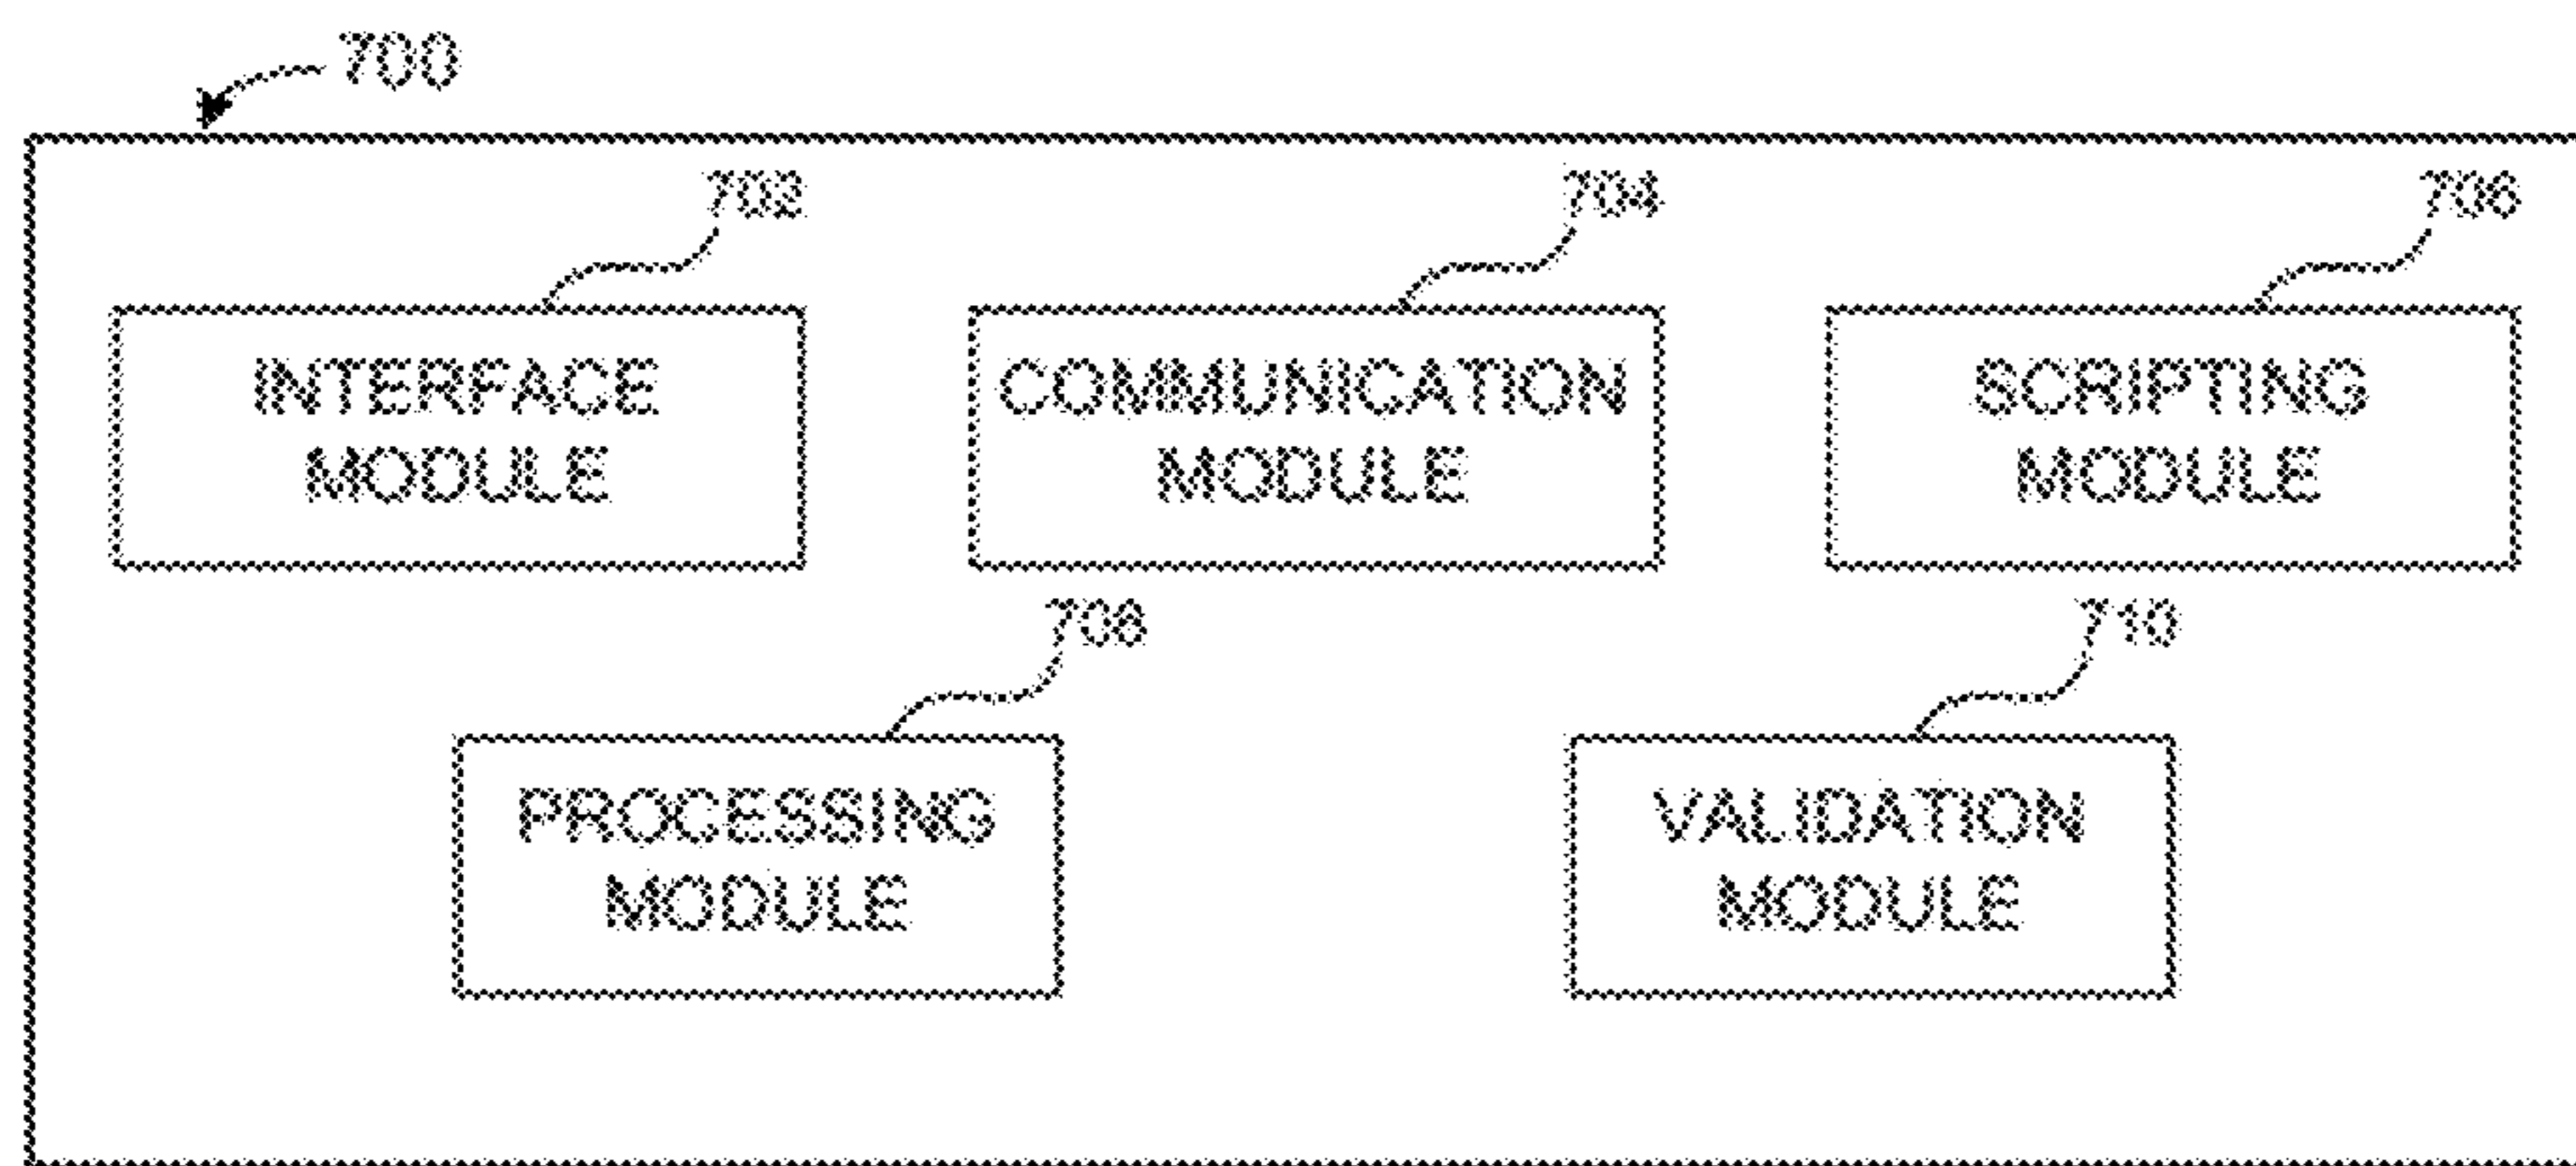 700
702
704
706
INTERFACE
MODULE
COMMUNICATION
MODULE
SCRIPTING
MODULE
708
710
PROCESSING
MODULE
VALIDATION
MODULE